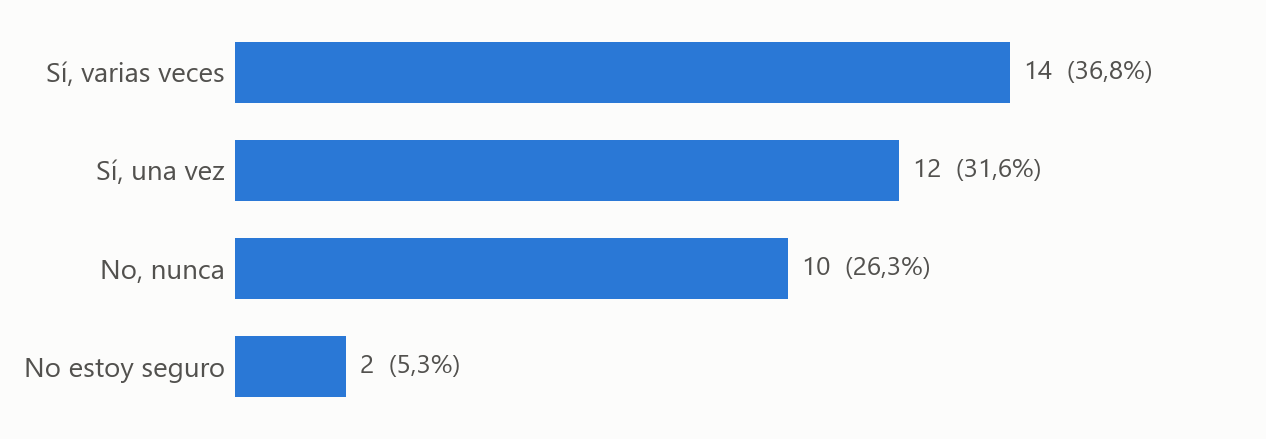 Sí, varias veces 14 (36,8%)
Sí, una vez 12 (31,6%)
No, nunca 10 (26,3%)
No estoy seguro 2 (5,3%)